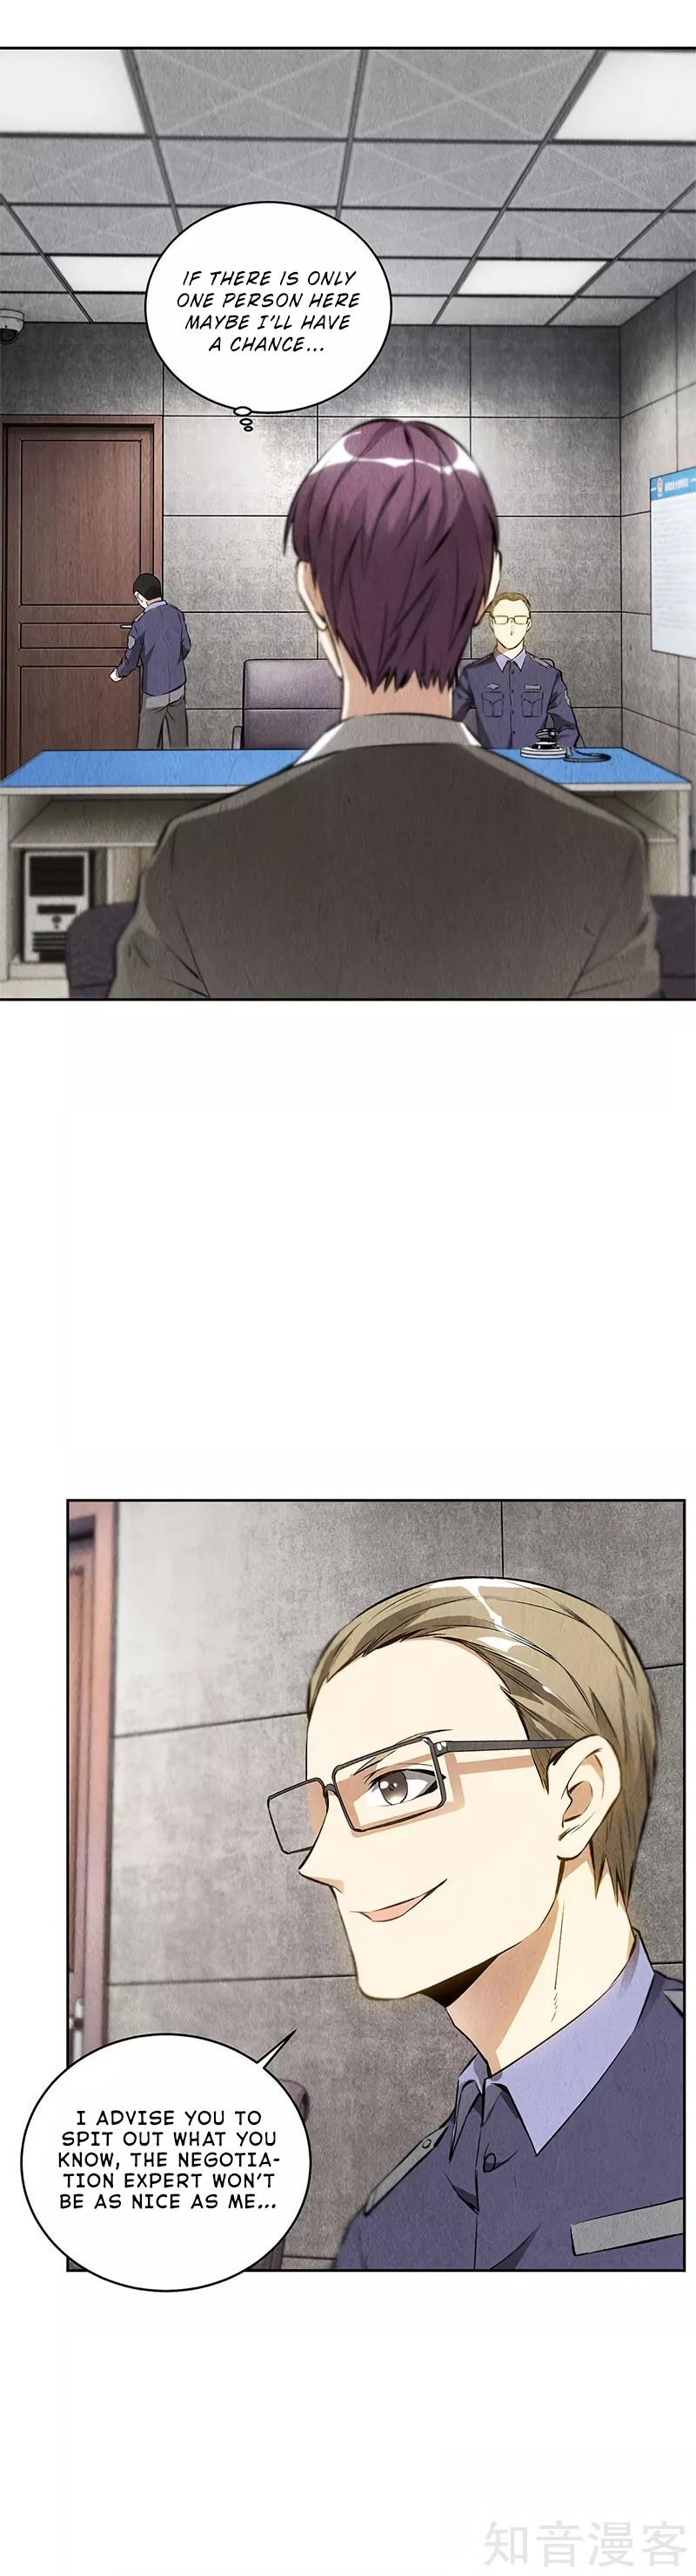 IF THERE IS ONLY
ONE PERSON HERE
MAYBE I'LL HAVE
A CHANCE...
I ADVISE YOU TO
SPIT OUT WHAT YOU
KNOW, THE NEGOTIA-
TION EXPERT WON'T
BE AS NICE AS ME...
知音漫客